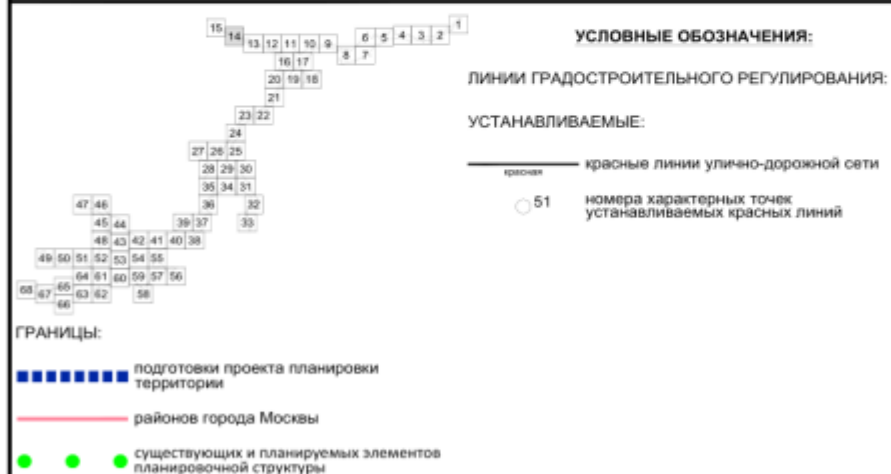 1
15
14 13 12 11 10 9 6 5 4 3 2
8 7
16 17
20 19 18
21
23 22
24
27 26 25
28 29 30
35 34 31
47 46 36 32
45 44 39 37 33
48 43 42 41 40 38
49 50 51 52 53 54 55
64 61 60 59 57 56
68 67 65 63 62 58
66
УСЛОВНЫЕ ОБОЗНАЧЕНИЯ:
ЛИНИИ ГРАДОСТРОИТЕЛЬНОГО РЕГУЛИРОВАНИЯ:
УСТАНАВЛИВАЕМЫЕ:
красная
красные линии улично-дорожной сети
51
номера характерных точек
устанавливаемых красных линий
ГРАНИЦЫ:
подготовки проекта планировки
территории
районов города Москвы
существующих и планируемых элементов
планировочной структуры